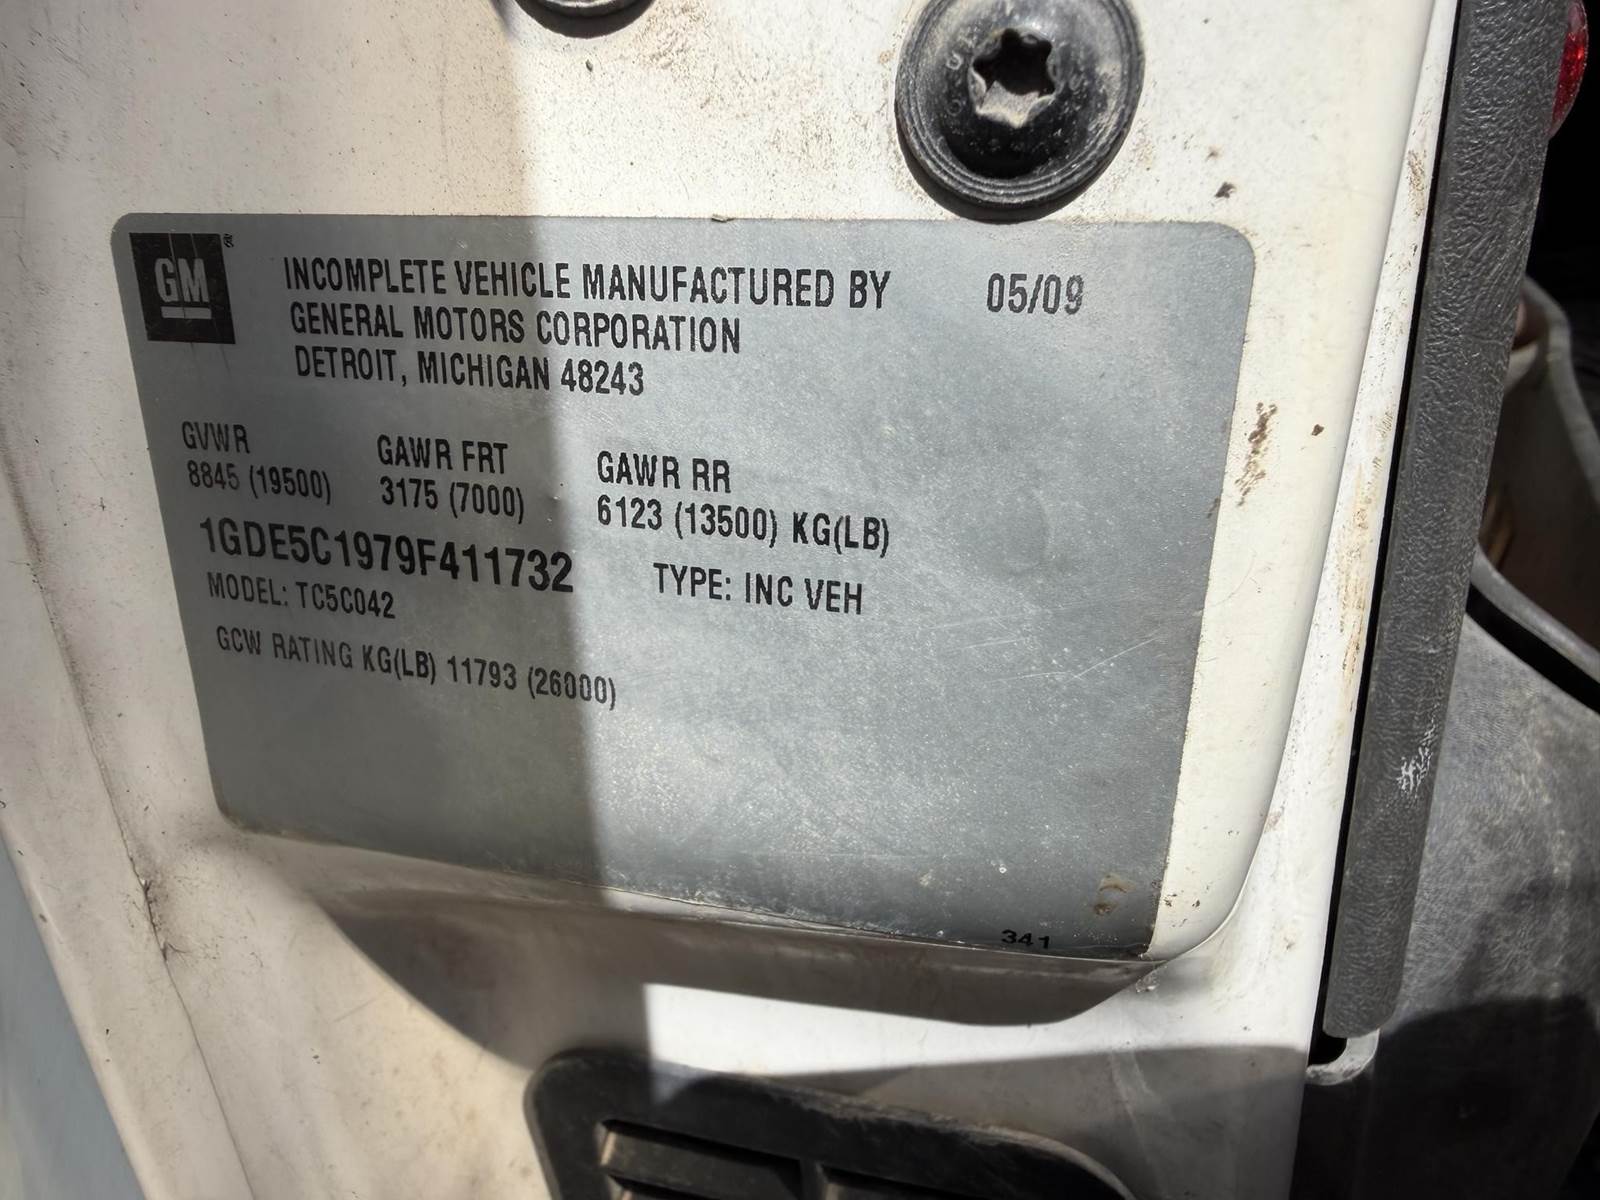 GM
INCOMPLETE VEHICLE MANUFACTURED BY 05/09
GENERAL MOTORS CORPORATION
DETROIT, MICHIGAN 48243
GVWR GAWR FRT GAWR RR
8845 (19500) 3175 (7000) 6123 (13500) KG(LB)
1GDE5C1979F411732 TYPE: INC VEH
MODEL: TC5C042
GCW RATING KG(LB) 11793 (26000)
341